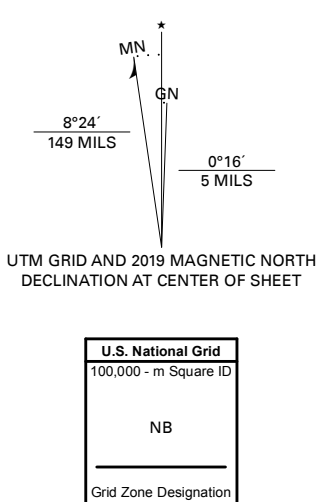 ★
MN
GN
8°24´
149 MILS
0°16´
5 MILS
UTM GRID AND 2019 MAGNETIC NORTH
DECLINATION AT CENTER OF SHEET
U.S. National Grid
100,000 - m Square ID
NB
Grid Zone Designation